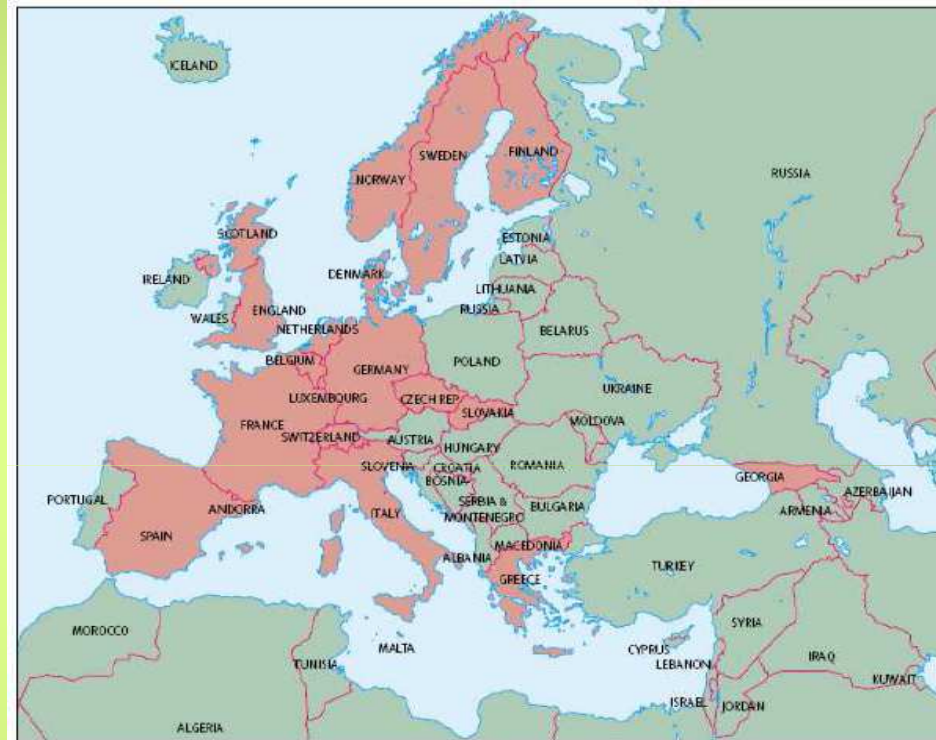 ICELAND
SWEDEN
FINLAND
NORWAY
RUSSIA
SCOTLAND
ESTONIA
LATVIA
IRELAND
DENMARK
LITHUANIA
WALES
ENGLAND
RUSSIA
NETHERLANDS
BELARUS
BELGIUM
GERMANY
POLAND
UKRAINE
LUXEMBOURG
CZECH REP
SLOVAKIA
FRANCE
MOLDOVA
SWITZERLAND
AUSTRIA
HUNGARY
SLOVENIA
CROATIA
ROMANIA
BOSNIA
GEORGIA
PORTUGAL
ANDORRA
SERBIA &
MONTENEGRO
BULGARIA
AZERBAIJAN
ITALY
ARMENIA
SPAIN
MACEDONIA
ALBANIA
GREECE
TURKEY
SYRIA
MOROCCO
MALTA
CYPRUS
TUNISIA
LEBANON
IRAQ
KUWAIT
ISRAEL
JORDAN
ALGERIA